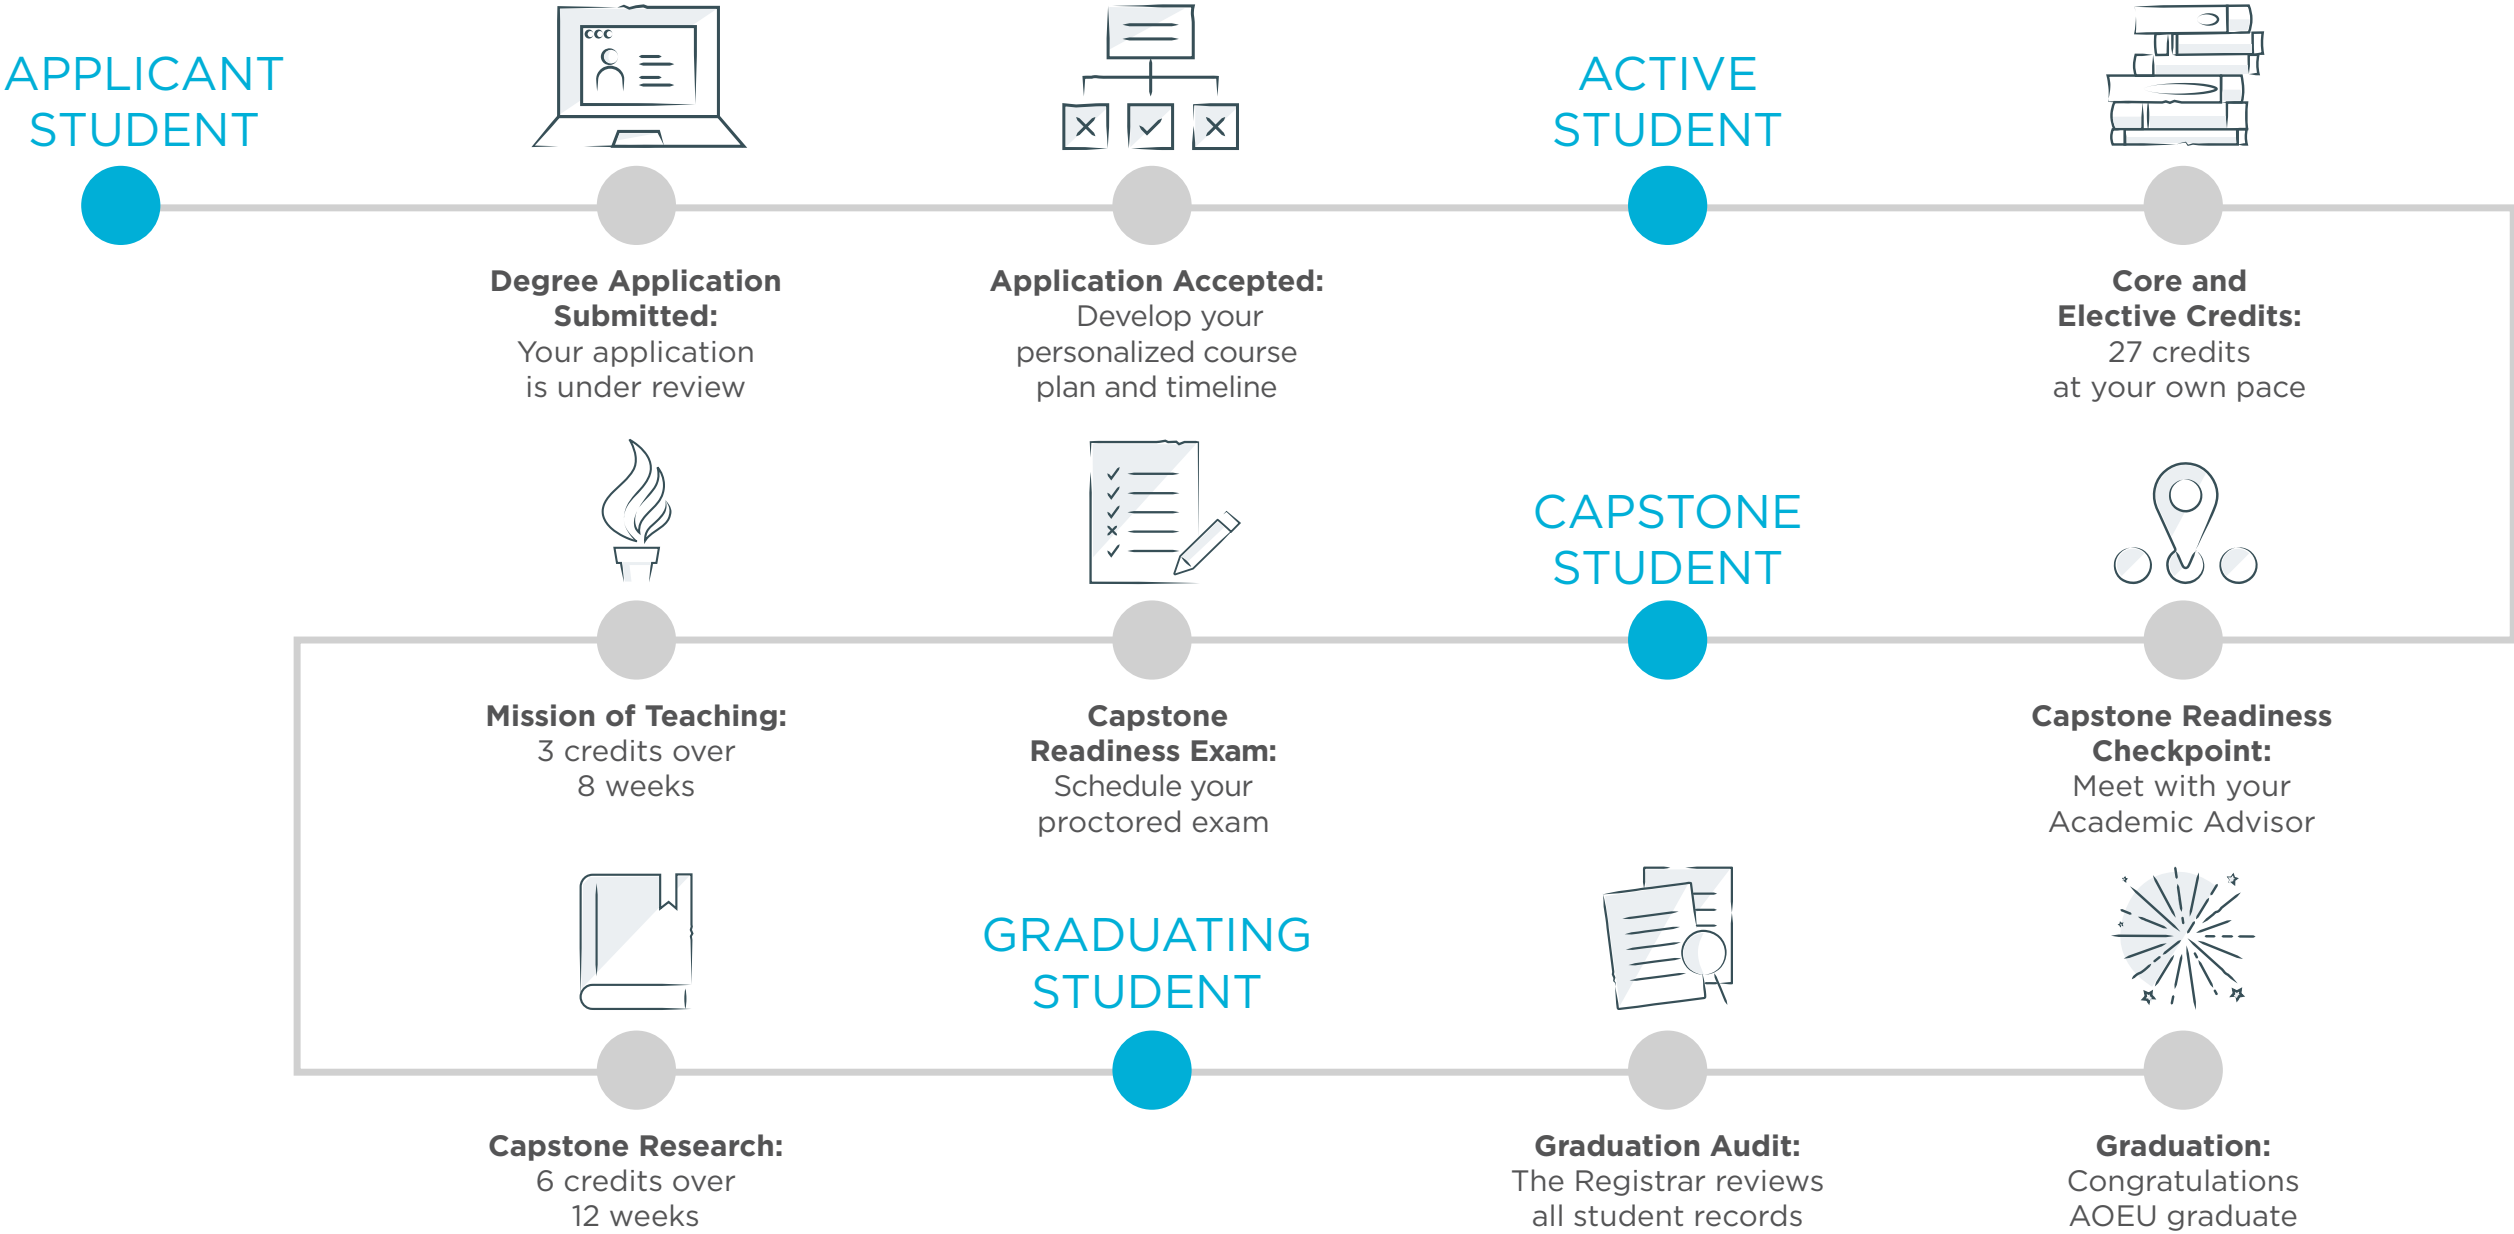 APPLICANT
STUDENT
Degree Application
Submitted:
Your application
is under review
Application Accepted:
Develop your
personalized course
plan and timeline
ACTIVE
STUDENT
Core and
Elective Credits:
27 credits
at your own pace
Capstone Readiness
Checkpoint:
Meet with your
Academic Advisor
CAPSTONE
STUDENT
Capstone
Readiness Exam:
Schedule your
proctored exam
Mission of Teaching:
3 credits over
8 weeks
Capstone Research:
6 credits over
12 weeks
GRADUATING
STUDENT
Graduation Audit:
The Registrar reviews
all student records
Graduation:
Congratulations
AOEU graduate